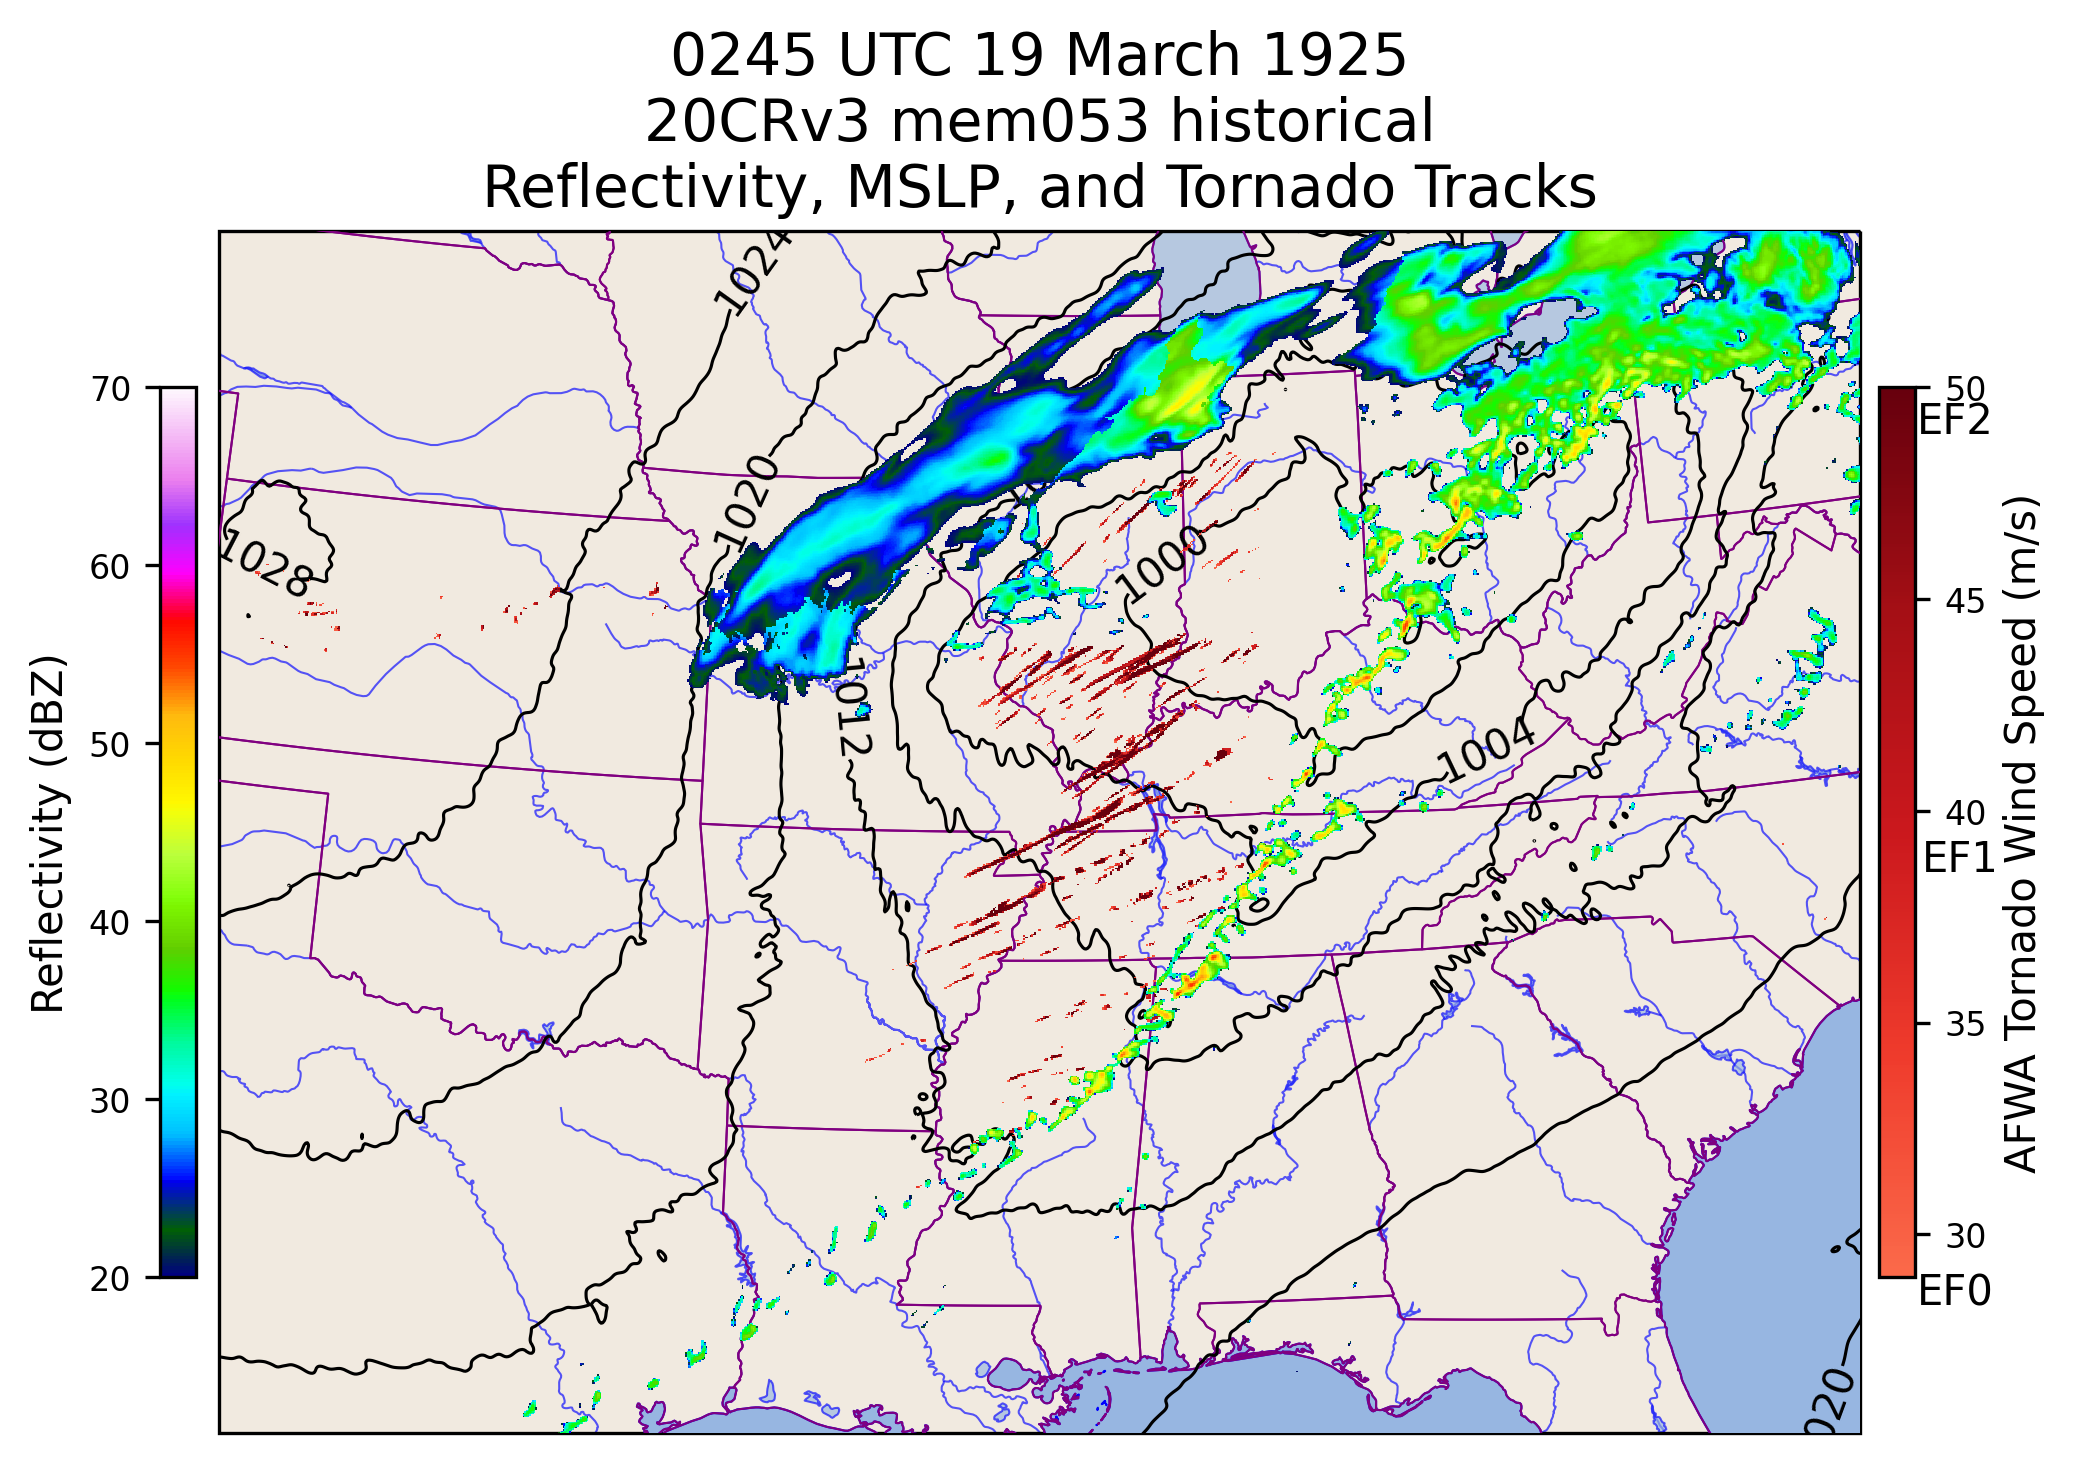 0245 UTC 19 March 1925
20CRv3 mem053 historical
Reflectivity, MSLP, and Tornado Tracks
1024
1020
1028
1012
1000
1004
020
70
60
50
40
30
20
Reflectivity (dBZ)
50
EF2
45
40
EF1
35
30
EF0
AFWA Tornado Wind Speed (m/s)